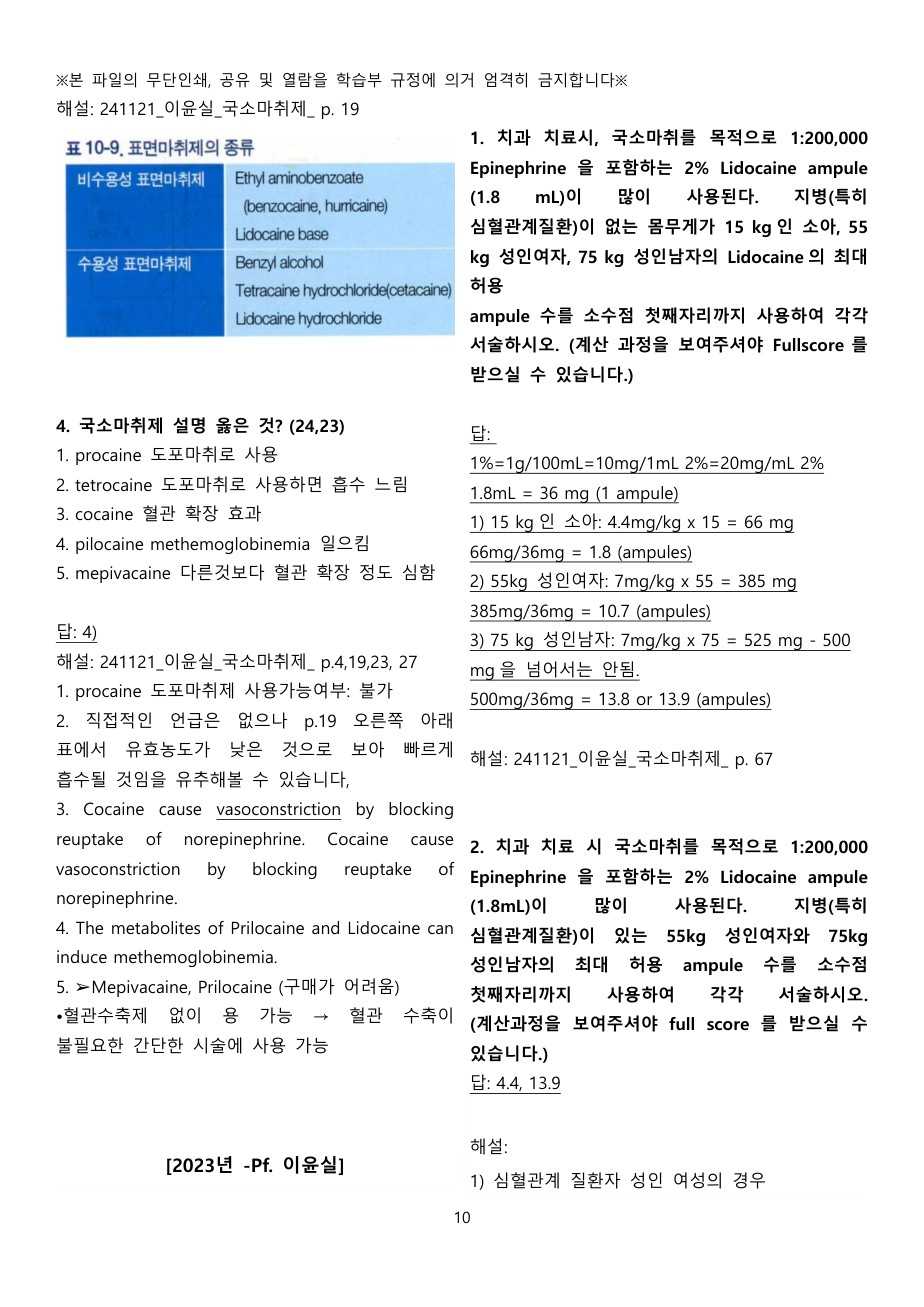 ※본 파일의 무단인쇄, 공유 및 열람을 학습부 규정에 의거 엄격히 금지합니다※
해설: 241121_이윤실_국소마취제_ p. 19
표 10-9. 표면마취제의 종류
비수용성 표면마취제 Ethyl aminobenzoate
(benzocaine, hurricaine)
Lidocaine base
수용성 표면마취제 Benzyl alcohol
Tetracaine hydrochloride(cetacaine)
Lidocaine hydrochloride
4. 국소마취제 설명 옳은 것? (24,23)
1. procaine 도포마취로 사용
2. tetrocaine 도포마취로 사용하면 흡수 느림
3. cocaine 혈관 확장 효과
4. pilocaine methemoglobinemia 일으킴
5. mepivacaine 다른것보다 혈관 확장 정도 심함
답: 4)
해설: 241121_이윤실_국소마취제_ p.4,19,23, 27
1. procaine 도포마취제 사용가능여부: 불가
2. 직접적인 언급은 없으나 p.19 오른쪽 아래
표에서 유효농도가 낮은 것으로 보아 빠르게
흡수될 것임을 유추해볼 수 있습니다,
3. Cocaine cause vasoconstriction by blocking
reuptake of norepinephrine. Cocaine cause
vasoconstriction by blocking reuptake of
norepinephrine.
4. The metabolites of Prilocaine and Lidocaine can
induce methemoglobinemia.
5. ➢Mepivacaine, Prilocaine (구매가 어려움)
•혈관수축제 없이 용 가능 → 혈관 수축이
불필요한 간단한 시술에 사용 가능
[2023년 -Pf. 이윤실]
1. 치과 치료시, 국소마취를 목적으로 1:200,000
Epinephrine 을 포함하는 2% Lidocaine ampule
(1.8 mL)이 많이 사용된다. 지병(특히
심혈관계질환)이 없는 몸무게가 15 kg 인 소아, 55
kg 성인여자, 75 kg 성인남자의 Lidocaine 의 최대
허용
ampule 수를 소수점 첫째자리까지 사용하여 각각
서술하시오. (계산 과정을 보여주셔야 Fullscore 를
받으실 수 있습니다.)
답:
1%=1g/100mL=10mg/1mL 2%=20mg/mL 2%
1.8mL = 36 mg (1 ampule)
1) 15 kg 인 소아: 4.4mg/kg x 15 = 66 mg
66mg/36mg = 1.8 (ampules)
2) 55kg 성인여자: 7mg/kg x 55 = 385 mg
385mg/36mg = 10.7 (ampules)
3) 75 kg 성인남자: 7mg/kg x 75 = 525 mg - 500
mg 을 넘어서는 안됨.
500mg/36mg = 13.8 or 13.9 (ampules)
해설: 241121_이윤실_국소마취제_ p. 67
2. 치과 치료 시 국소마취를 목적으로 1:200,000
Epinephrine 을 포함하는 2% Lidocaine ampule
(1.8mL)이 많이 사용된다. 지병(특히
심혈관계질환)이 있는 55kg 성인여자와 75kg
성인남자의 최대 허용 ampule 수를 소수점
첫째자리까지 사용하여 각각 서술하시오.
(계산과정을 보여주셔야 full score 를 받으실 수
있습니다.)
답: 4.4, 13.9
해설:
1) 심혈관계 질환자 성인 여성의 경우
10